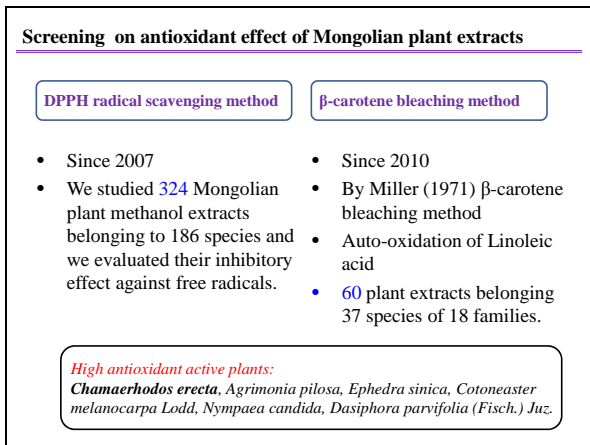 Screening on antioxidant effect of Mongolian plant extracts
DPPH radical scavenging method
• Since 2007
• We studied 324 Mongolian
plant methanol extracts
belonging to 186 species and
we evaluated their inhibitory
effect against free radicals.
β-carotene bleaching method
• Since 2010
• By Miller (1971) β-carotene
bleaching method
• Auto-oxidation of Linoleic
acid
• 60 plant extracts belonging
37 species of 18 families.
High antioxidant active plants:
Chamaerhodos erecta, Agrimonia pilosa, Ephedra sinica, Cotoneaster
melanocarpa Lodd, Nympaea candida, Dasiphora parvifolia (Fisch.) Juz.